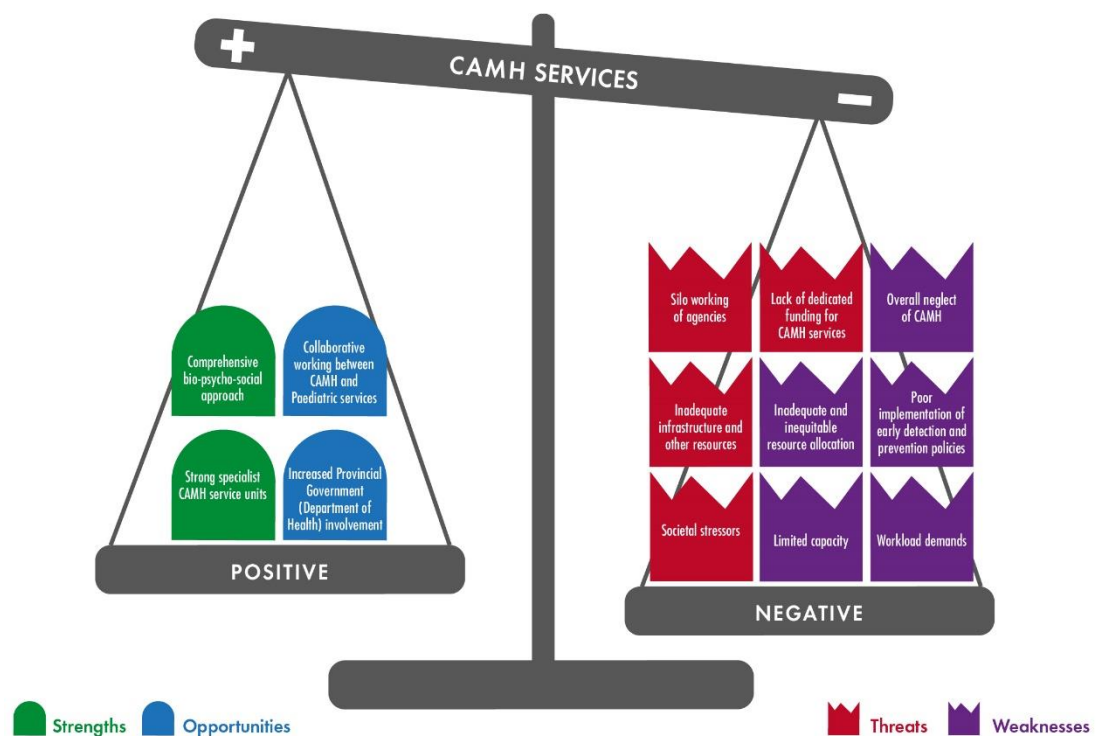 +
CAMH SERVICES
−
Comprehensive
bio-psycho-social
approach
Collaborative
working between
CAMH and
Paediatric services
Strong specialist
CAMH service units
Increased Provincial
Government
(Department of
Health) involvement
POSITIVE
Silo working
of agencies
Lack of dedicated
funding for
CAMH services
Overall neglect
of CAMH
Inadequate
infrastructure and
other resources
Inadequate and
inequitable
resource allocation
Poor
implementation of
early detection and
prevention policies
Societal stressors
Limited capacity
Workload demands
NEGATIVE
Strengths
Opportunities
Threats
Weaknesses